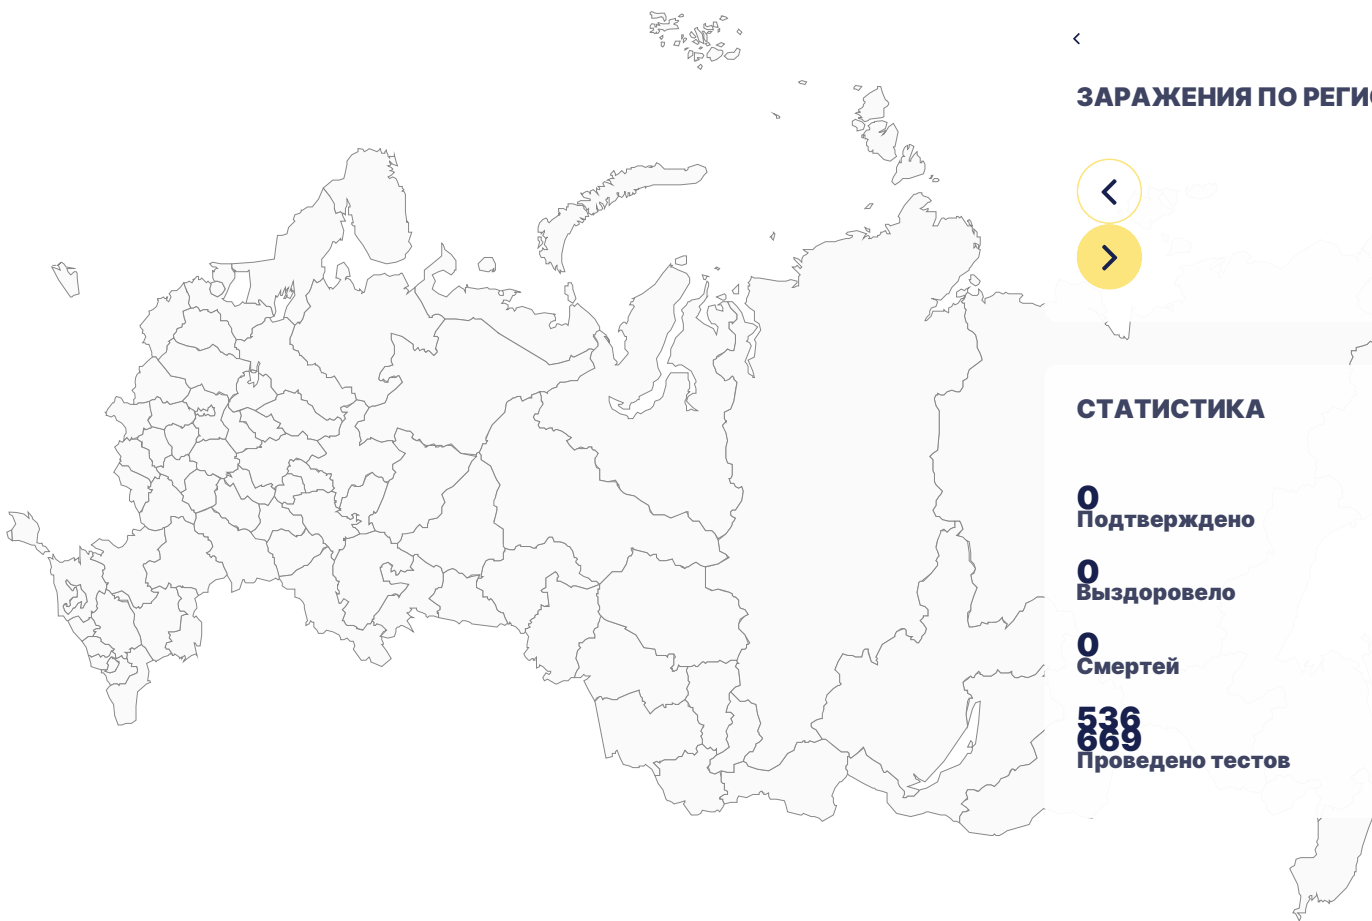 ЗАРАЖЕНИЯ ПО РЕГИ
СТАТИСТИКА
0
Подтверждено
0
Выздоровело
0
Смертей
536
669
Проведено тестов